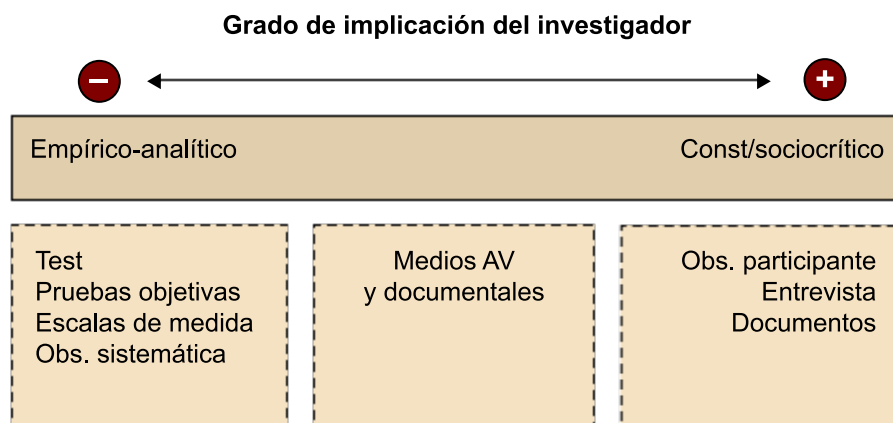 Grado de implicación del investigador
− +
Empírico-analítico
Const/sociocrítico
Test
Pruebas objetivas
Escalas de medida
Obs. sistemática
Medios AV
y documentales
Obs. participante
Entrevista
Documentos